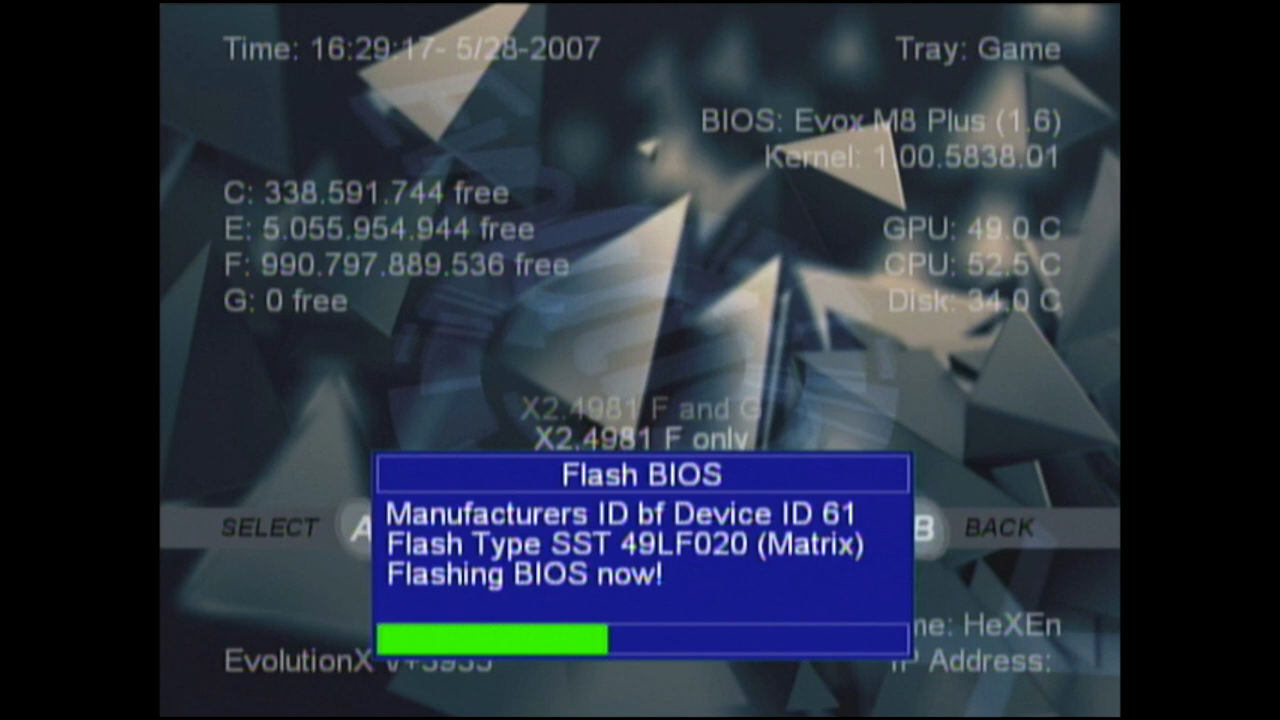 Time: 16:29:17- 5/28-2007
Tray: Game
BIOS: Evox M8 Plus (1.6)
Kernel: 1.00.5838.01
C: 338.591.744 free
E: 5.055.954.944 free
GPU: 49.0 C
F: 990.797.889.536 free
CPU: 52.5 C
G: 0 free
Disk: 34.0 C
X2.4981 F and G
X2.4981 F only
Flash BIOS
Manufacturers ID bf Device ID 61
SELECT A
B BACK
Flash Type SST 49LF020 (Matrix)
Flashing BIOS now!
me: HeXEn
EvolutionX
IP Address: